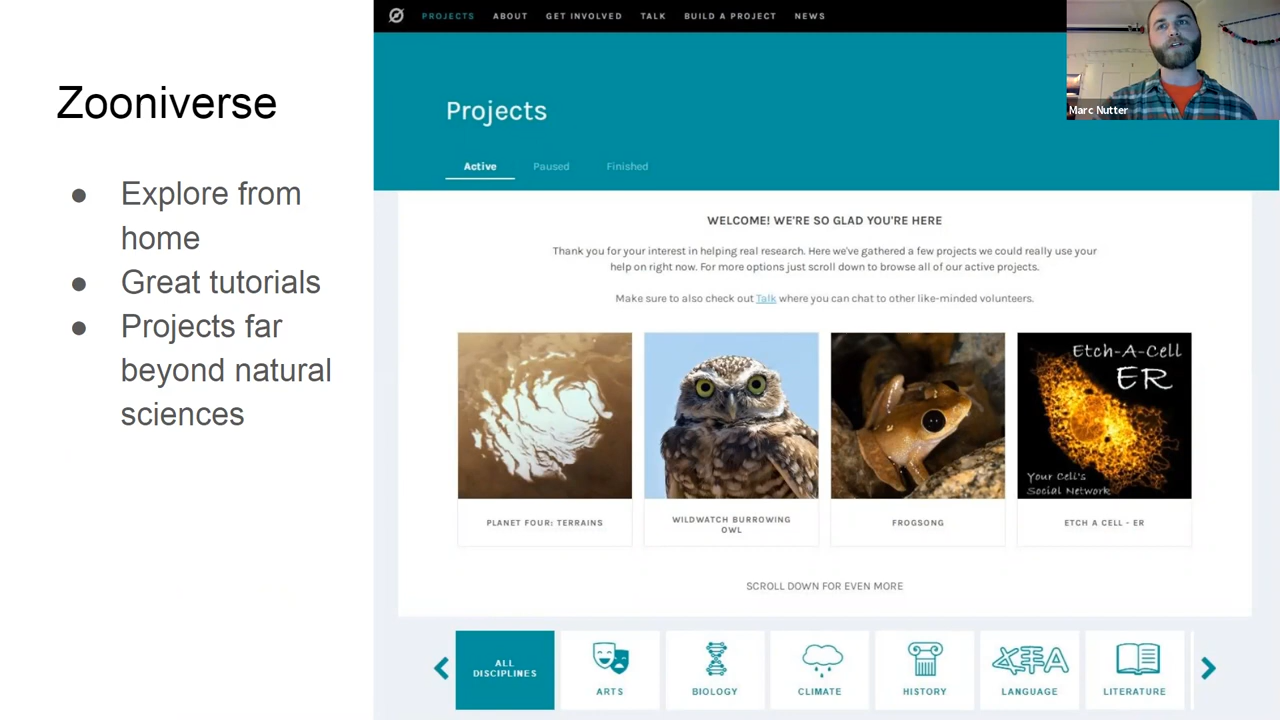 Zooniverse
● Explore from
home
● Great tutorials
● Projects far
beyond natural
sciences
PROJECTS ABOUT GET INVOLVED TALK BUILD A PROJECT NEWS
Marc Nutter
Projects
Active Paused Finished
WELCOME! WE'RE SO GLAD YOU'RE HERE
Thank you for your interest in helping real research. Here we've gathered a few projects we could really use your
help on right now. For more options just scroll down to browse all of our active projects.
Make sure to also check out Talk where you can chat to other like-minded volunteers.
Etch-A-Cell
ER
Your Cell's
Social Network
PLANET FOUR: TERRAINS
WILDWATCH BURROWING
OWL
FROGSONG
ETCH A CELL - ER
SCROLL DOWN FOR EVEN MORE
ALL
DISCIPLINES
ARTS
BIOLOGY
CLIMATE
HISTORY
LANGUAGE
LITERATURE